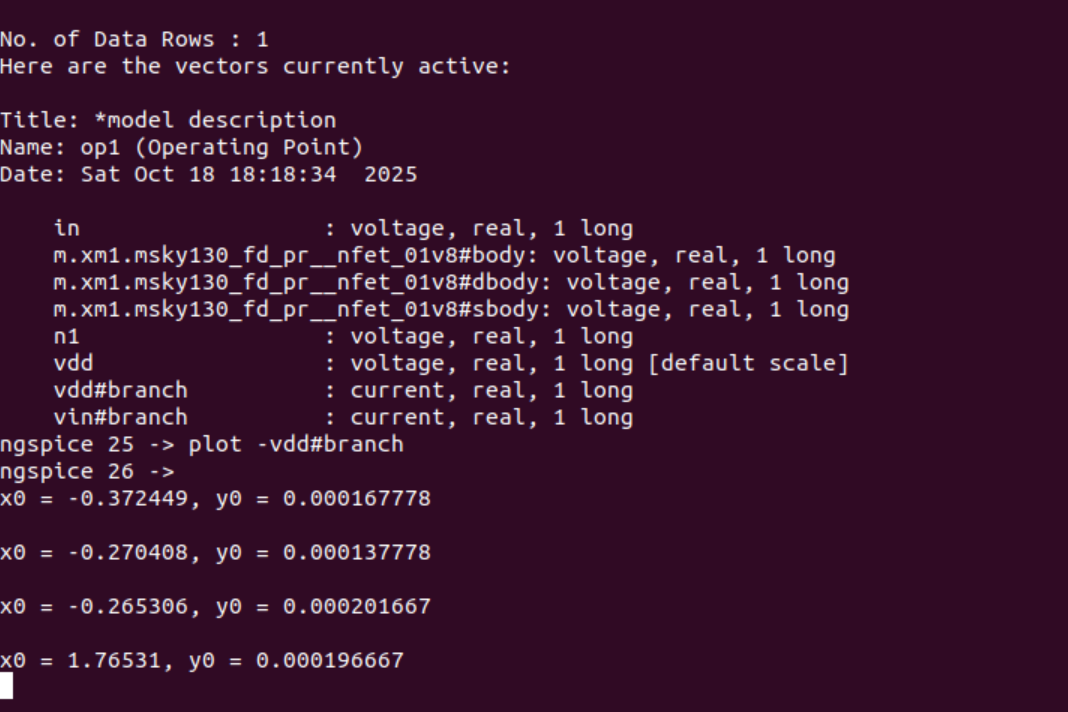 No. of Data Rows : 1
Here are the vectors currently active:
Title: *model description
Name: op1 (Operating Point)
Date: Sat Oct 18 18:18:34  2025
in                  : voltage, real, 1 long
m.xm1.msky130_fd_pr__nfet_01v8#body: voltage, real, 1 long
m.xm1.msky130_fd_pr__nfet_01v8#dbody: voltage, real, 1 long
m.xm1.msky130_fd_pr__nfet_01v8#sbody: voltage, real, 1 long
n1                  : voltage, real, 1 long
vdd                 : voltage, real, 1 long [default scale]
vdd#branch          : current, real, 1 long
vin#branch          : current, real, 1 long
ngspice 25 -> plot -vdd#branch
ngspice 26 ->
x0 = -0.372449, y0 = 0.000167778
x0 = -0.270408, y0 = 0.000137778
x0 = -0.265306, y0 = 0.000201667
x0 = 1.76531, y0 = 0.000196667